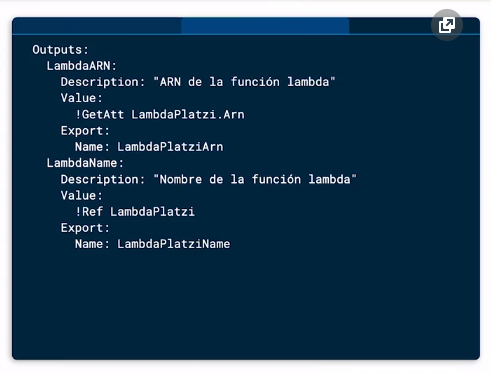 Outputs:
  LambdaARN:
    Description: "ARN de la función lambda"
    Value:
      !GetAtt LambdaPlatzi.Arn
    Export:
      Name: LambdaPlatziArn
  LambdaName:
    Description: "Nombre de la función lambda"
    Value:
      !Ref LambdaPlatzi
    Export:
      Name: LambdaPlatziName